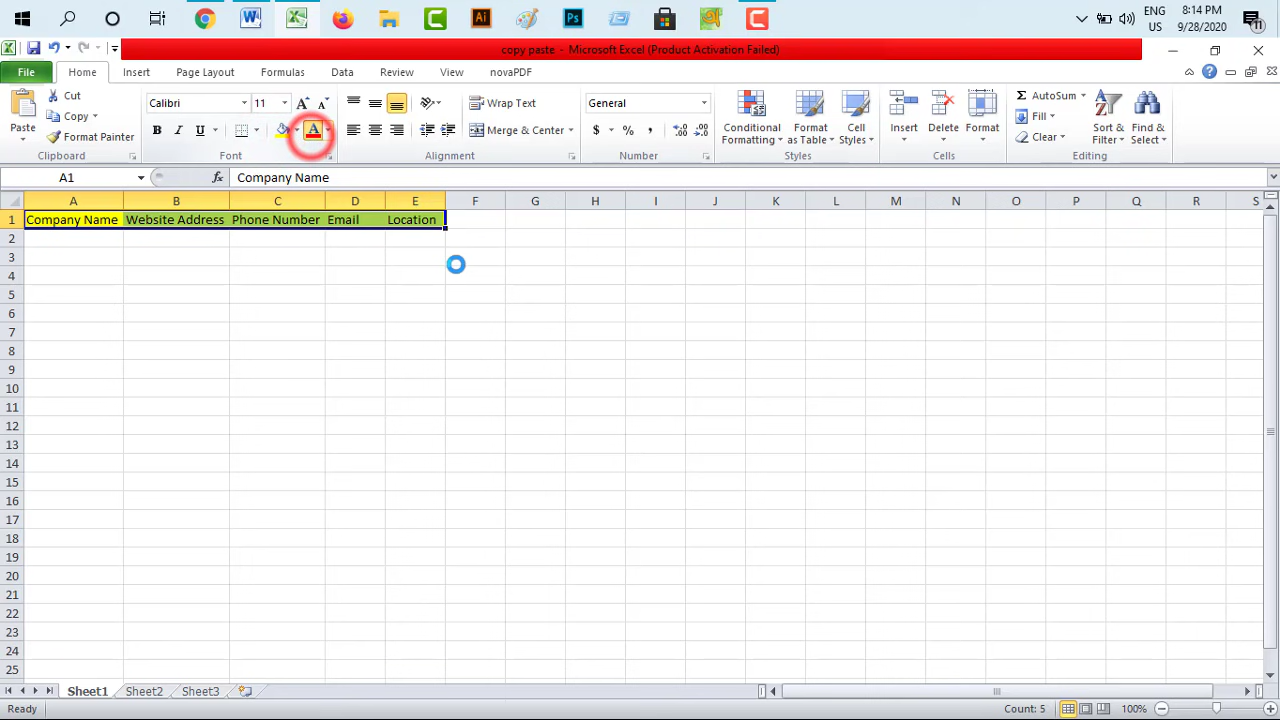 ENG
US
8:14 PM
9/28/2020
11
copy paste - Microsoft Excel (Product Activation Failed)
File Home Insert Page Layout Formulas Data Review View novaPDF
Paste
Cut
Copy
Format Painter
Clipboard
Calibri 11
B I U
Font
Wrap Text
Merge & Center
Alignment
General
$ % ,
Number
Conditional Formatting
Format as Table
Cell Styles
Styles
Insert Delete Format
Cells
AutoSum
Fill
Clear
Sort & Filter
Find & Select
Editing
A1 fx Company Name
A B C D E F G H I J K L M N O P Q R S
1 Company Name Website Address Phone Number Email Location
2
3
4
5
6
7
8
9
10
11
12
13
14
15
16
17
18
19
20
21
22
23
24
25
Sheet1 Sheet2 Sheet3
Ready Count: 5 100%